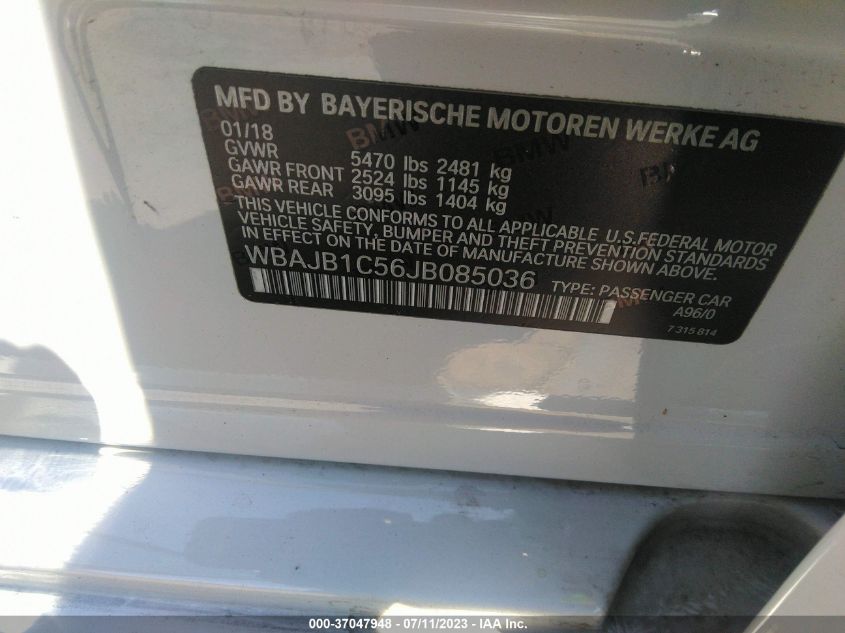 MFD BY BAYERISCHE MOTOREN WERKE AG
01/18
GVWR 5470 lbs 2481 kg
GAWR FRONT 2524 lbs 1145 kg
GAWR REAR 3095 lbs 1404 kg
THIS VEHICLE CONFORMS TO ALL APPLICABLE U.S.FEDERAL MOTOR
VEHICLE SAFETY, BUMPER AND THEFT PREVENTION STANDARDS
IN EFFECT ON THE DATE OF MANUFACTURE SHOWN ABOVE.
WBAJB1C56JB085036 TYPE: PASSENGER CAR
A96/0
7 315 814
000-37047948 - 07/11/2023 - IAA Inc.